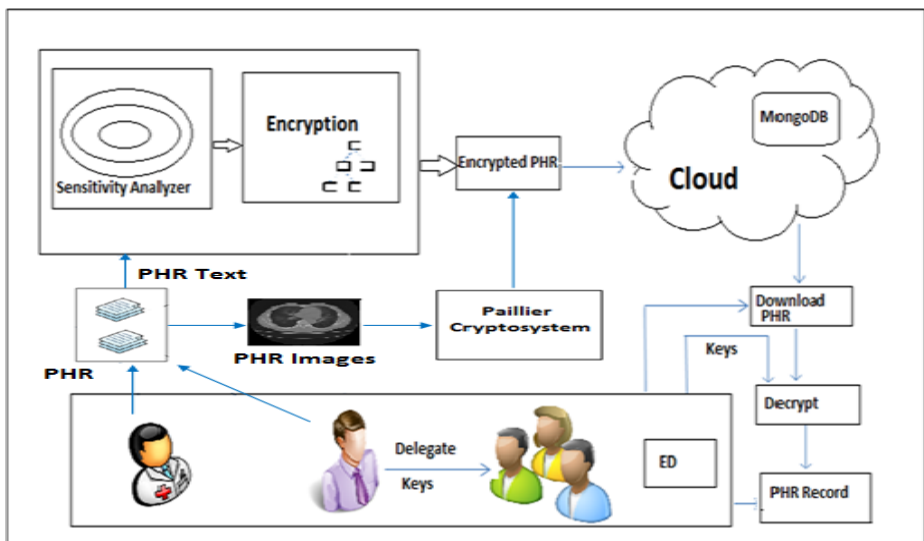 Encryption
Sensitivity Analyzer
Encrypted PHR
MongoDB
Cloud
PHR Text
PHR
PHR Images
Paillier
Cryptosystem
Download
PHR
Keys
Decrypt
Delegate
Keys
ED
PHR Record